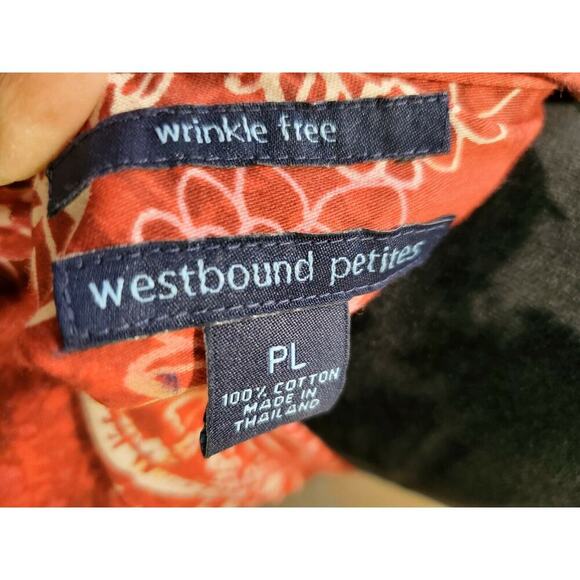 wrinkle free
westbound petites
PL
100% COTTON
MADE IN
THAILAND